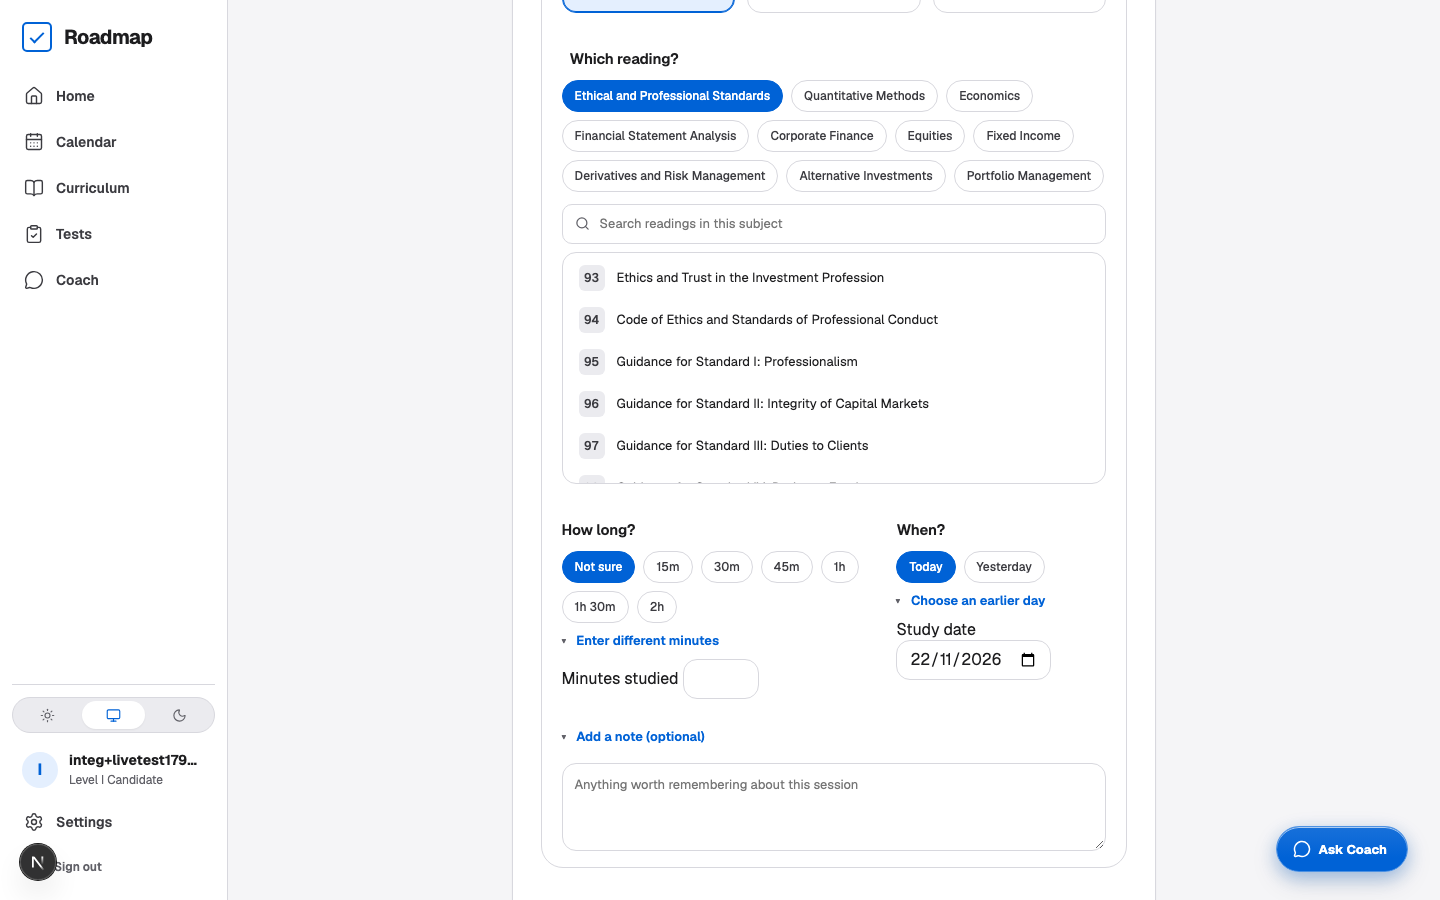 Roadmap
Home
Calendar
Curriculum
Tests
Coach
integ+livetest179...
Level I Candidate
Settings
N
Sign out
Which reading?
Ethical and Professional Standards
Quantitative Methods
Economics
Financial Statement Analysis
Corporate Finance
Equities
Fixed Income
Derivatives and Risk Management
Alternative Investments
Portfolio Management
Search readings in this subject
93 Ethics and Trust in the Investment Profession
94 Code of Ethics and Standards of Professional Conduct
95 Guidance for Standard I: Professionalism
96 Guidance for Standard II: Integrity of Capital Markets
97 Guidance for Standard III: Duties to Clients
How long?
Not sure
15m
30m
45m
1h
1h 30m
2h
Enter different minutes
Minutes studied
When?
Today
Yesterday
Choose an earlier day
Study date
22/11/2026
Add a note (optional)
Anything worth remembering about this session
Ask Coach